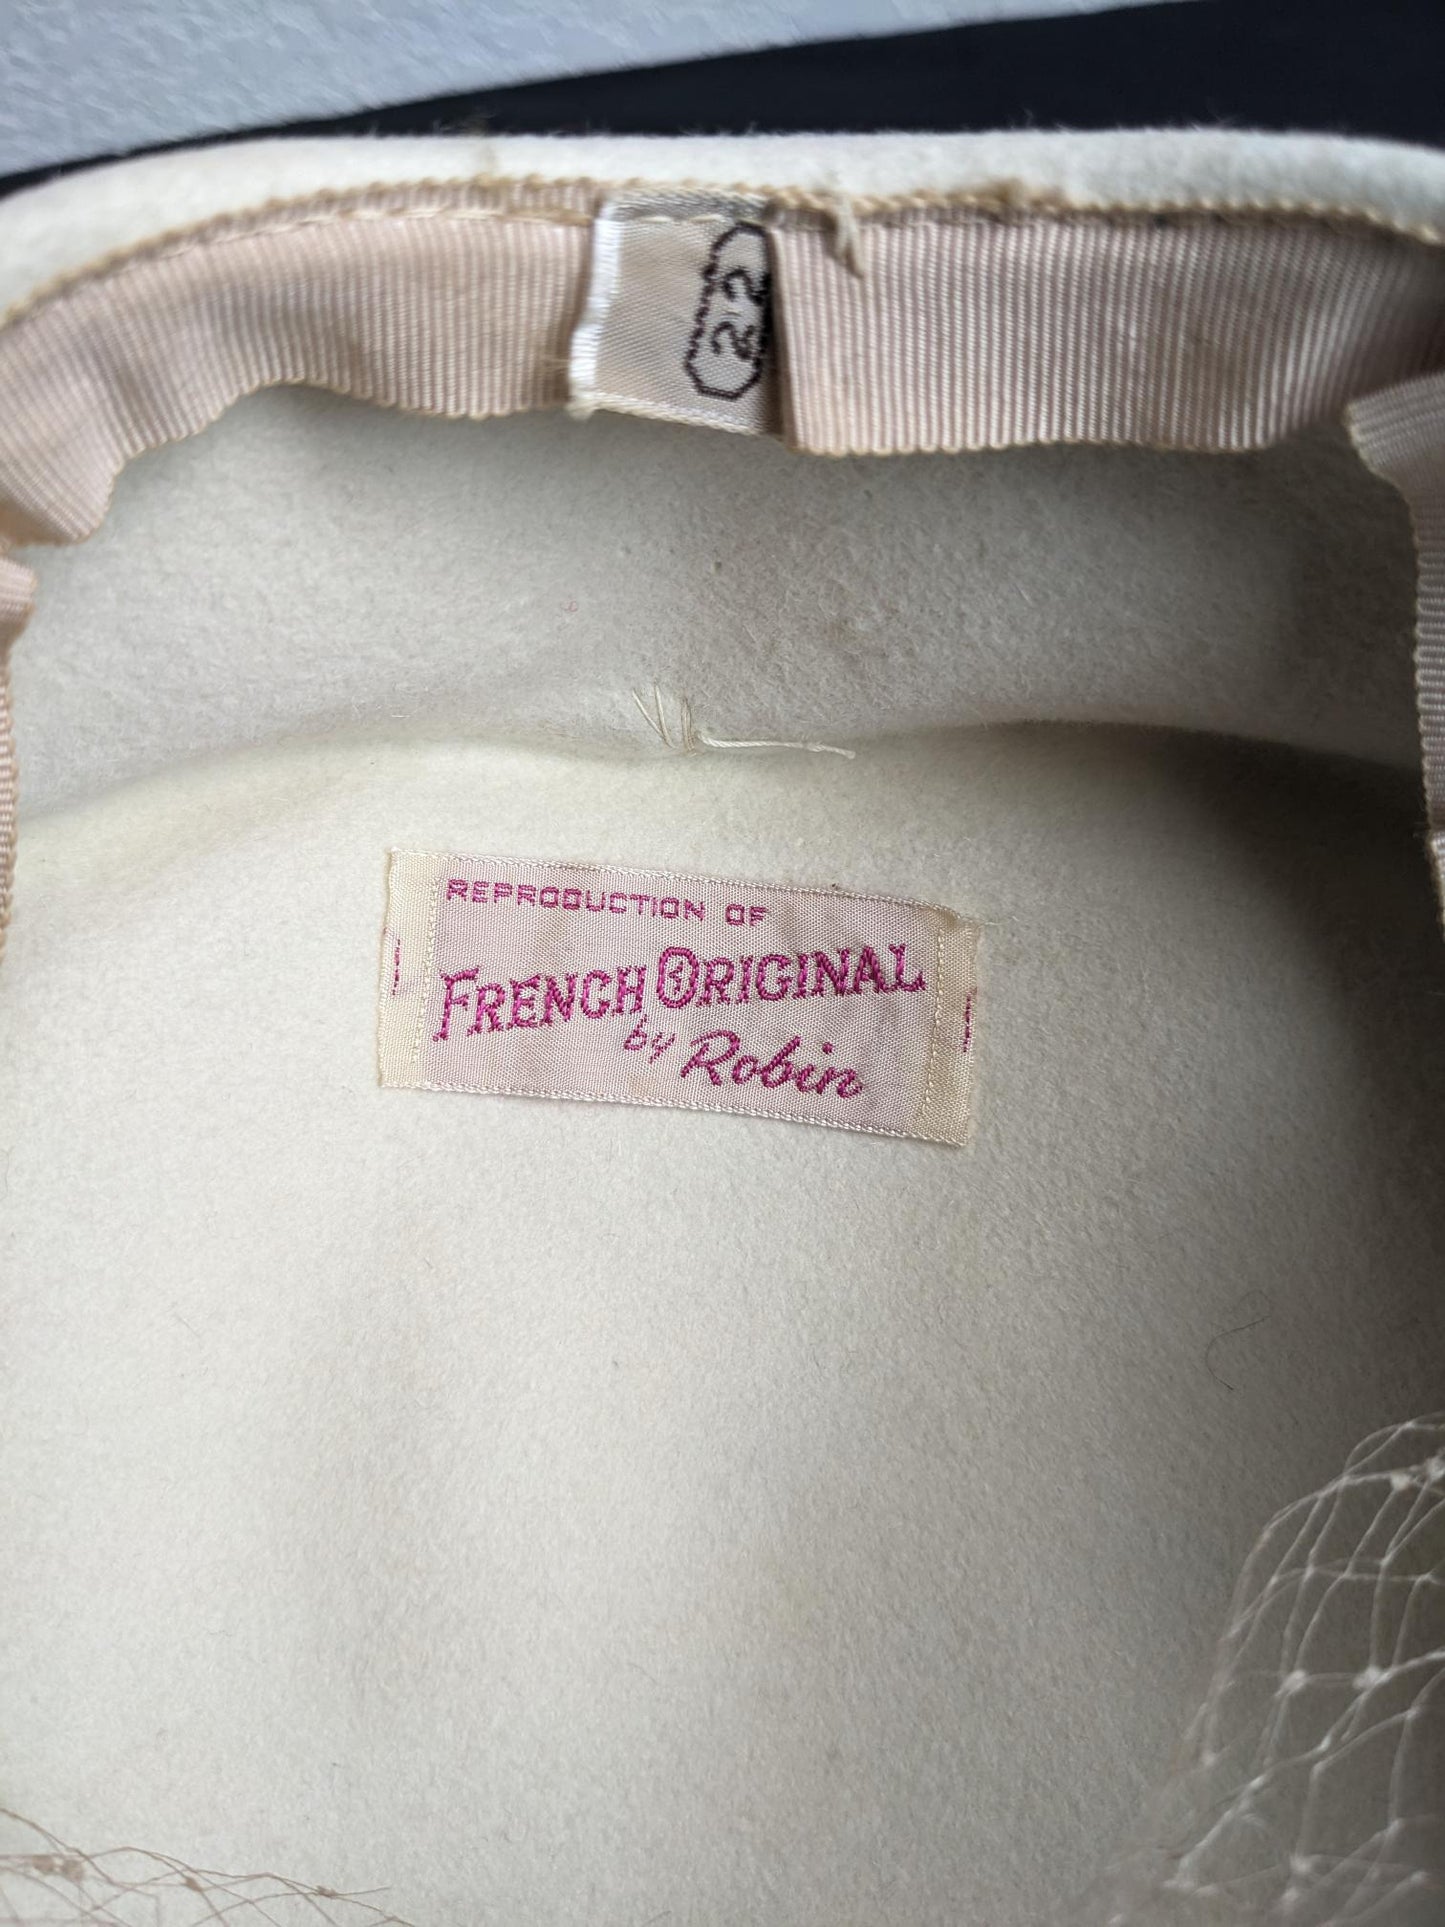 22
REPRODUCTION OF
FRENCH ORIGINAL
by Robin